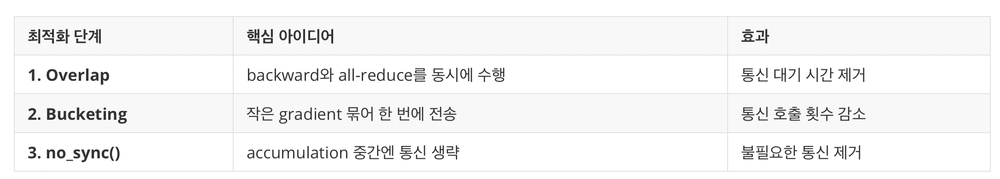 최적화 단계 핵심 아이디어 효과
1. Overlap backward와 all-reduce를 동시에 수행 통신 대기 시간 제거
2. Bucketing 작은 gradient 묶어 한 번에 전송 통신 호출 횟수 감소
3. no_sync() accumulation 중간엔 통신 생략 불필요한 통신 제거